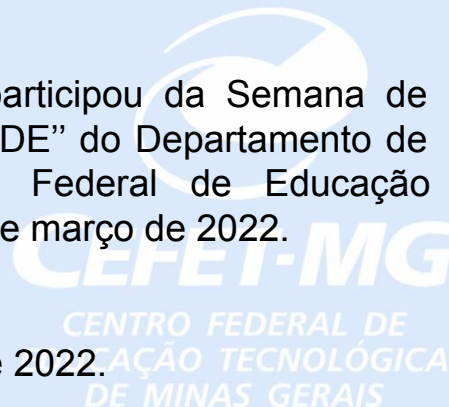 participou da Semana de
DE’’ do Departamento de
Federal de Educação
e março de 2022.
CEFET-MG
CENTRO FEDERAL DE
EDUCAÇÃO TECNOLÓGICA
e 2022.
DE MINAS GERAIS